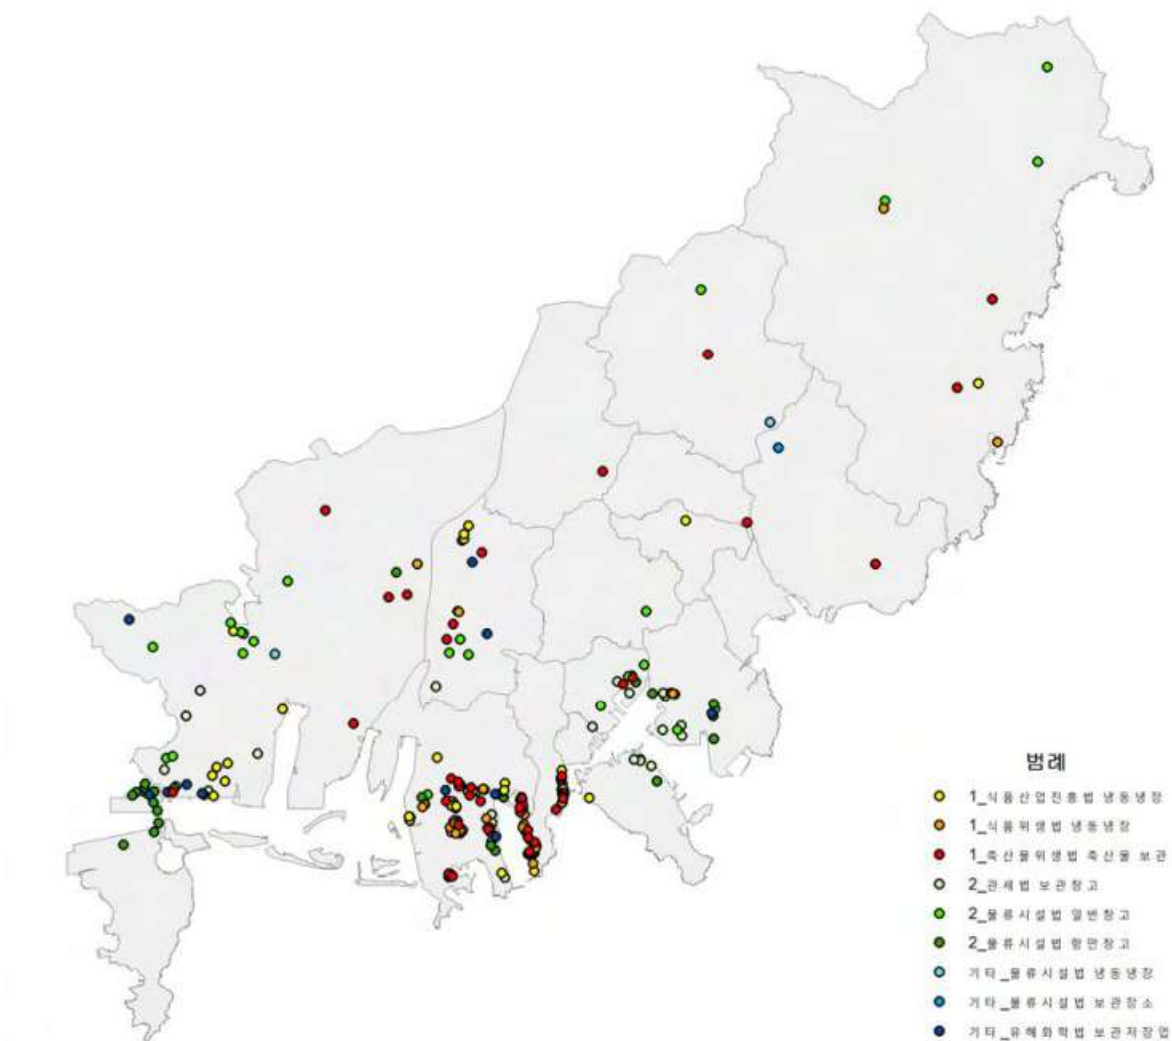 범례
1_식품산업진흥법 냉동냉장
1_식품위생법 냉동냉장
1_축산물위생법 축산물 보관
2_관세법 보관창고
2_물류시설법 일반창고
2_물류시설법 항만창고
기타_물류시설법 냉동냉장
기타_물류시설법 보관장소
기타_유해화학법 보관저장업